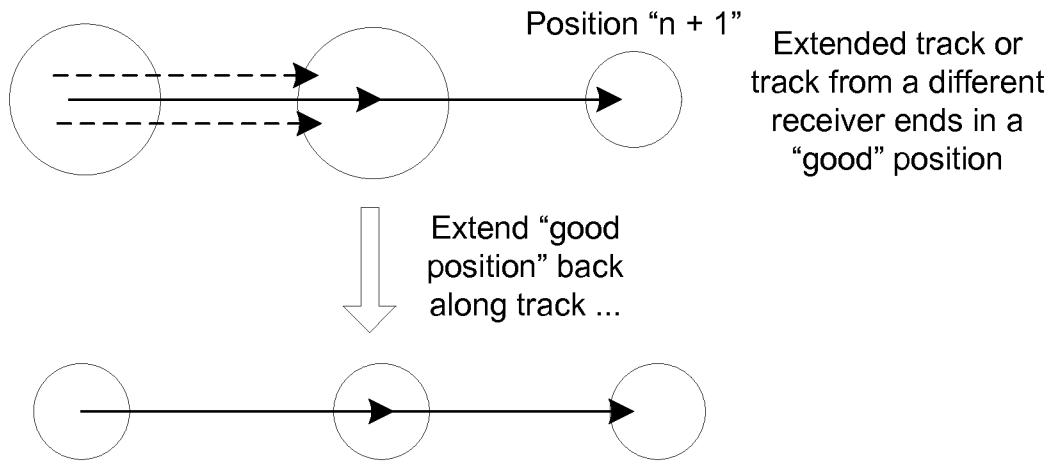 Position “n + 1”
Extended track or
track from a different
receiver ends in a
“good” position
Extend “good
position” back
along track ...